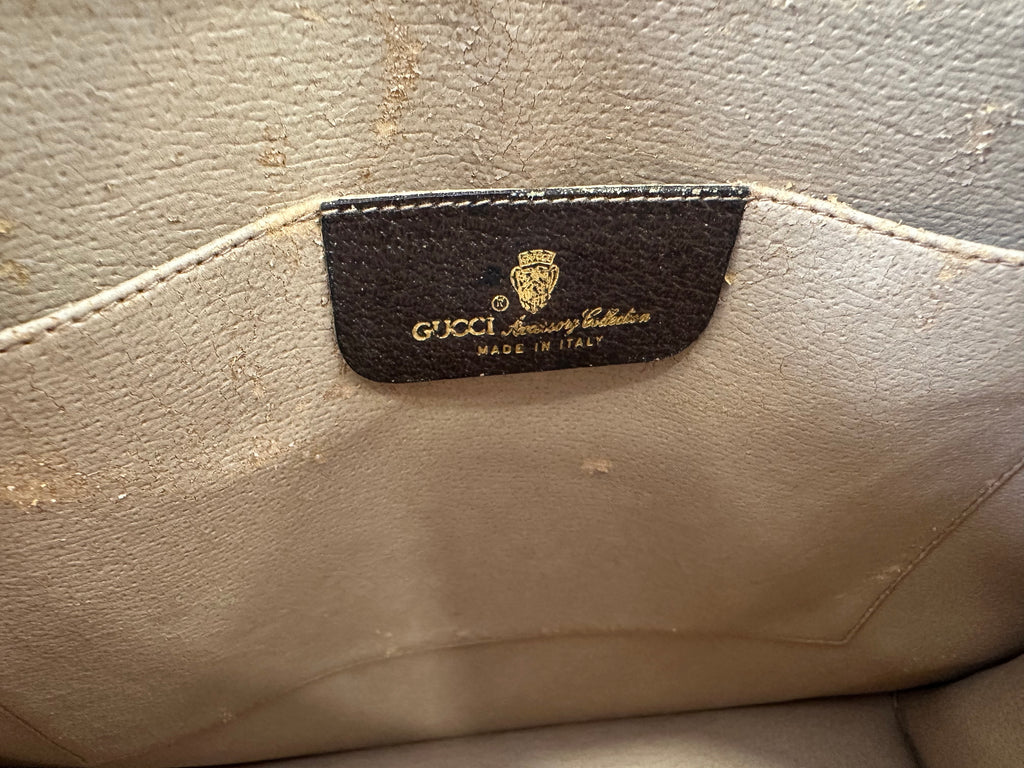 ®
GUCCI Accessory Collection
MADE IN ITALY